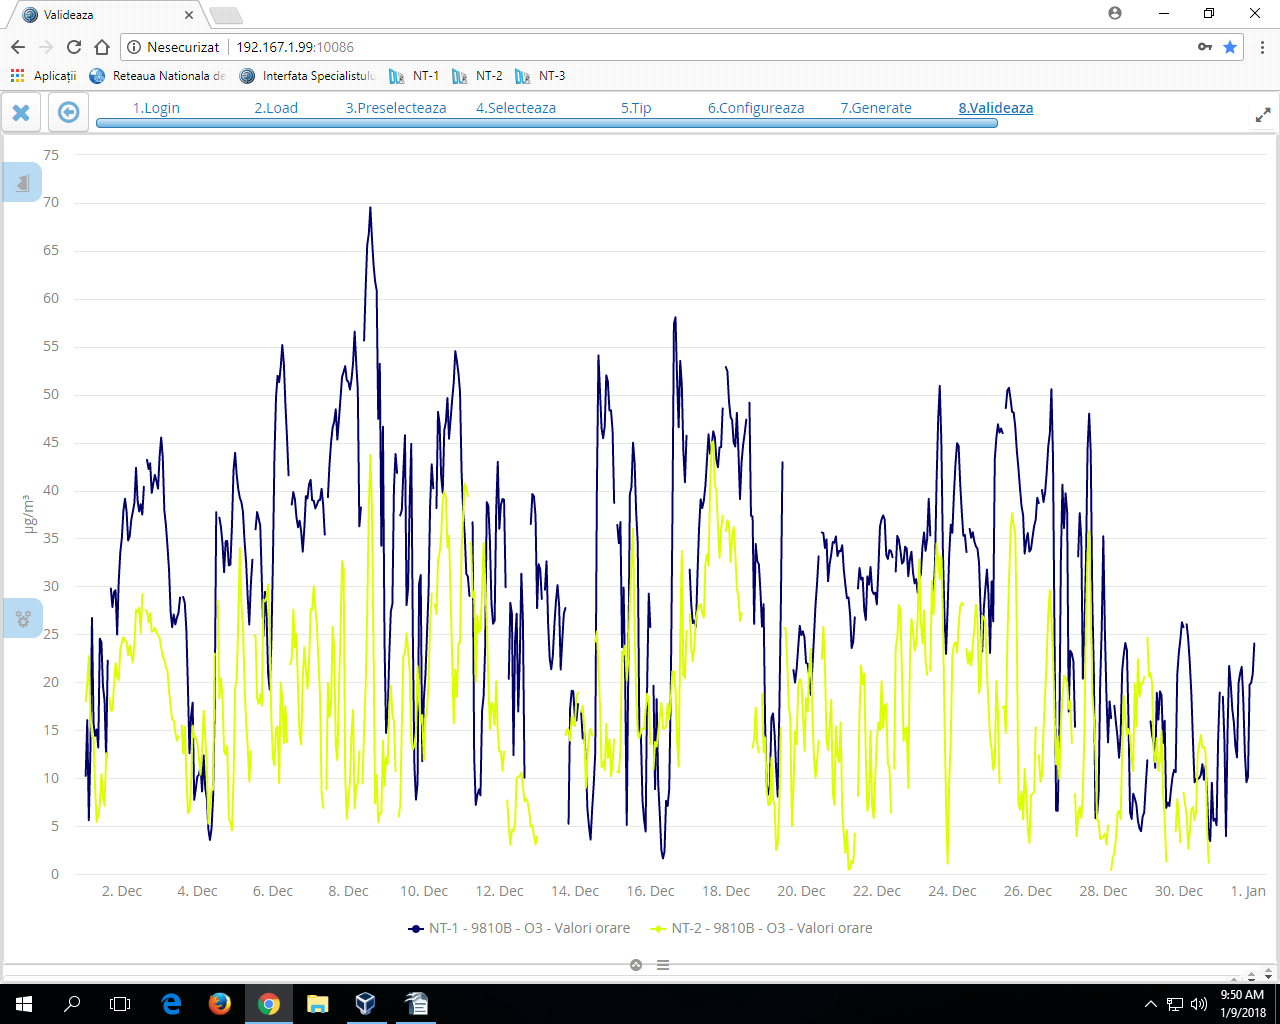 Valideaza
Nesecurizat 192.167.1.99:10086
Aplicații Reteaua Nationala de Interfata Specialistulu NT-1 NT-2 NT-3
1.Login 2.Load 3.Preselecteaza 4.Selecteaza 5.Tip 6.Configureaza 7.Generate 8.Valideaza
75
70
65
60
55
50
45
40
35
30
25
20
15
10
5
0
µg/m³
2. Dec 4. Dec 6. Dec 8. Dec 10. Dec 12. Dec 14. Dec 16. Dec 18. Dec 20. Dec 22. Dec 24. Dec 26. Dec 28. Dec 30. Dec 1. Jan
NT-1 - 9810B - O3 - Valori orare NT-2 - 9810B - O3 - Valori orare
9:50 AM
1/9/2018